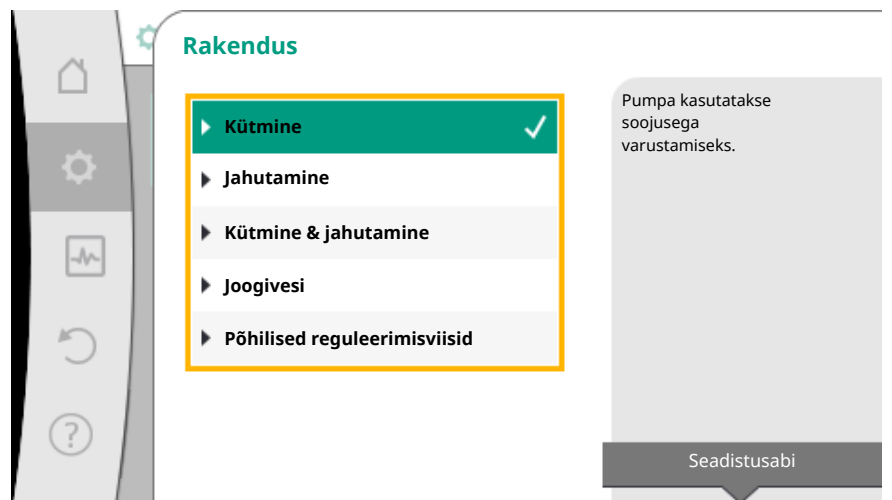 Rakendus
Kütmine
Jahutamine
Kütmine & jahutamine
Joogivesi
Põhilised reguleerimisviisid
Pumpa kasutatakse
soojusega
varustamiseks.
Seadistusabi
?